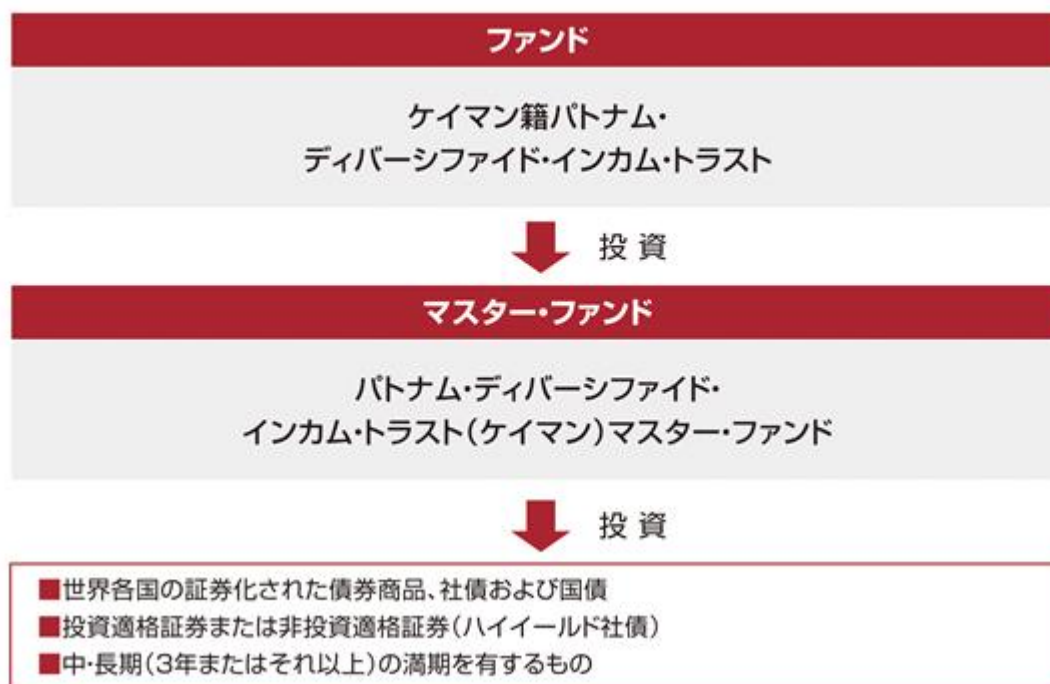 ファンド
ケイマン籍パトナム・
ディバーシファイド・インカム・トラスト
投 資
マスター・ファンド
パトナム・ディバーシファイド・
インカム・トラスト(ケイマン)マスター・ファンド
投 資
■世界各国の証券化された債券商品、社債および国債
■投資適格証券または非投資適格証券(ハイイールド社債)
■中・長期(3年またはそれ以上)の満期を有するもの